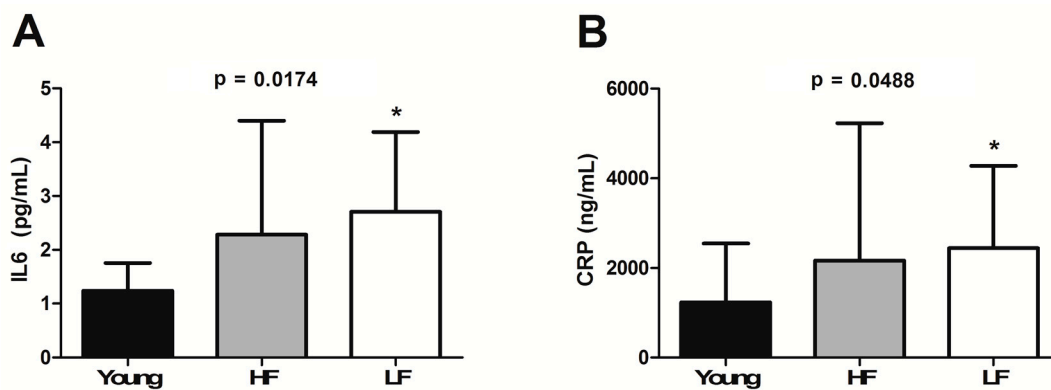 A
p = 0.0174
IL6 (pg/mL)
5
4
3
2
1
0
*
Young HF LF
B
p = 0.0488
CRP (ng/mL)
6000
4000
2000
0
*
Young HF LF